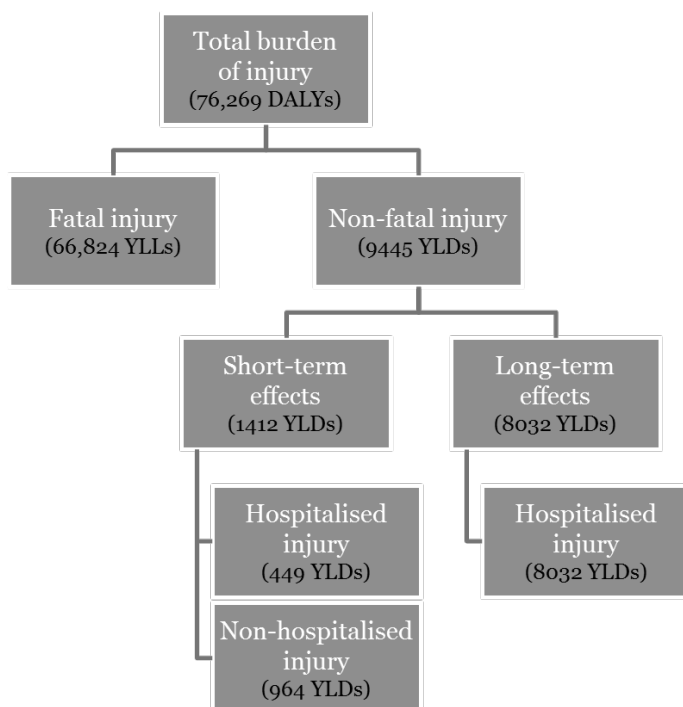 Total burden
of injury
(76,269 DALYs)
Fatal injury
(66,824 YLLs)
Non-fatal injury
(9445 YLDs)
Short-term
effects
(1412 YLDs)
Long-term
effects
(8032 YLDs)
Hospitalised
injury
(449 YLDs)
Hospitalised
injury
(8032 YLDs)
Non-hospitalised
injury
(964 YLDs)